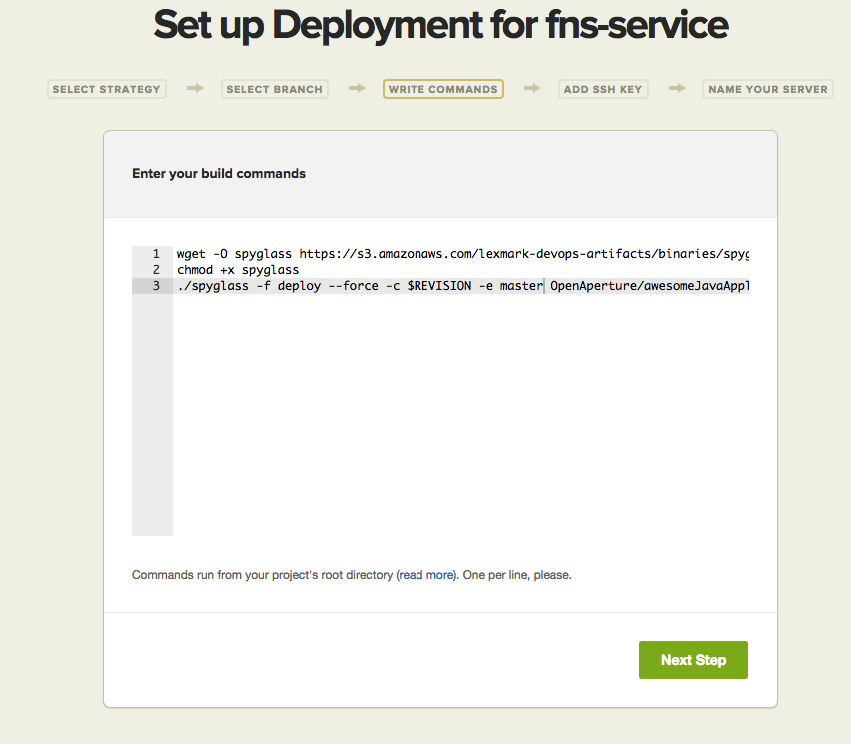 Set up Deployment for fns-service
SELECT STRATEGY SELECT BRANCH WRITE COMMANDS ADD SSH KEY NAME YOUR SERVER
Enter your build commands
1 wget -O spyglass https://s3.amazonaws.com/lexmark-devops-artifacts/binaries/spyg
2 chmod +x spyglass
3 ./spyglass -f deploy --force -c $REVISION -e master OpenAperture/awesomeJavaApp
Commands run from your project's root directory (read more). One per line, please.
Next Step